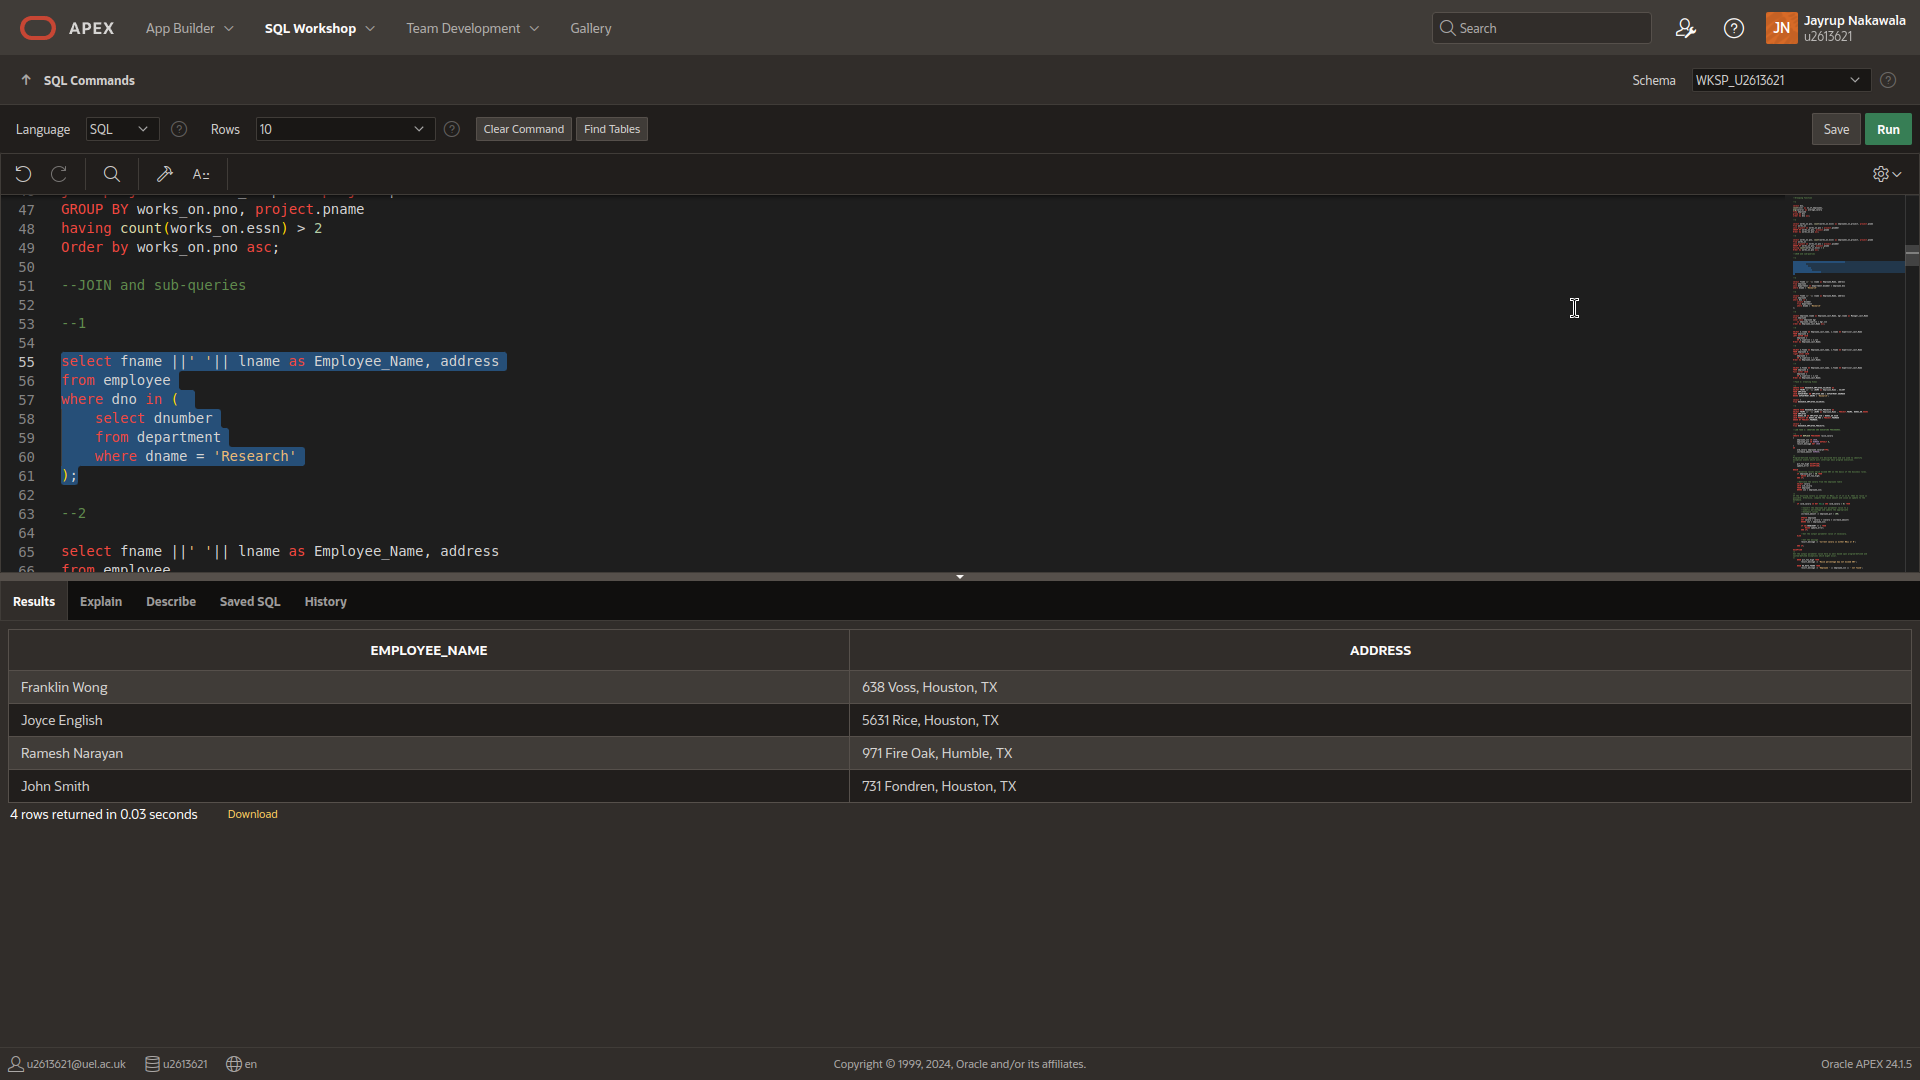 APEX App Builder SQL Workshop Team Development Gallery Search JN Jayrup Nakawala
u2613621
SQL Commands Schema WKSP_U2613621
Language SQL Rows 10 Clear Command Find Tables Save Run
47 GROUP BY works_on.pno, project.pname
48 having count(works_on.essn) > 2
49 Order by works_on.pno asc;
50
51 --JOIN and sub-queries
52
53 --1
54
55 select fname ||' '|| lname as Employee_Name, address
56 from employee
57 where dno in (
58 select dnumber
59 from department
60 where dname = 'Research'
61 );
62
63 --2
64
65 select fname ||' '|| lname as Employee_Name, address
66 from employee
Results Explain Describe Saved SQL History
EMPLOYEE_NAME ADDRESS
Franklin Wong 638 Voss, Houston, TX
Joyce English 5631 Rice, Houston, TX
Ramesh Narayan 971 Fire Oak, Humble, TX
John Smith 731 Fondren, Houston, TX
4 rows returned in 0.03 seconds Download
u2613621@uel.ac.uk u2613621 en Copyright © 1999, 2024, Oracle and/or its affiliates. Oracle APEX 24.1.5